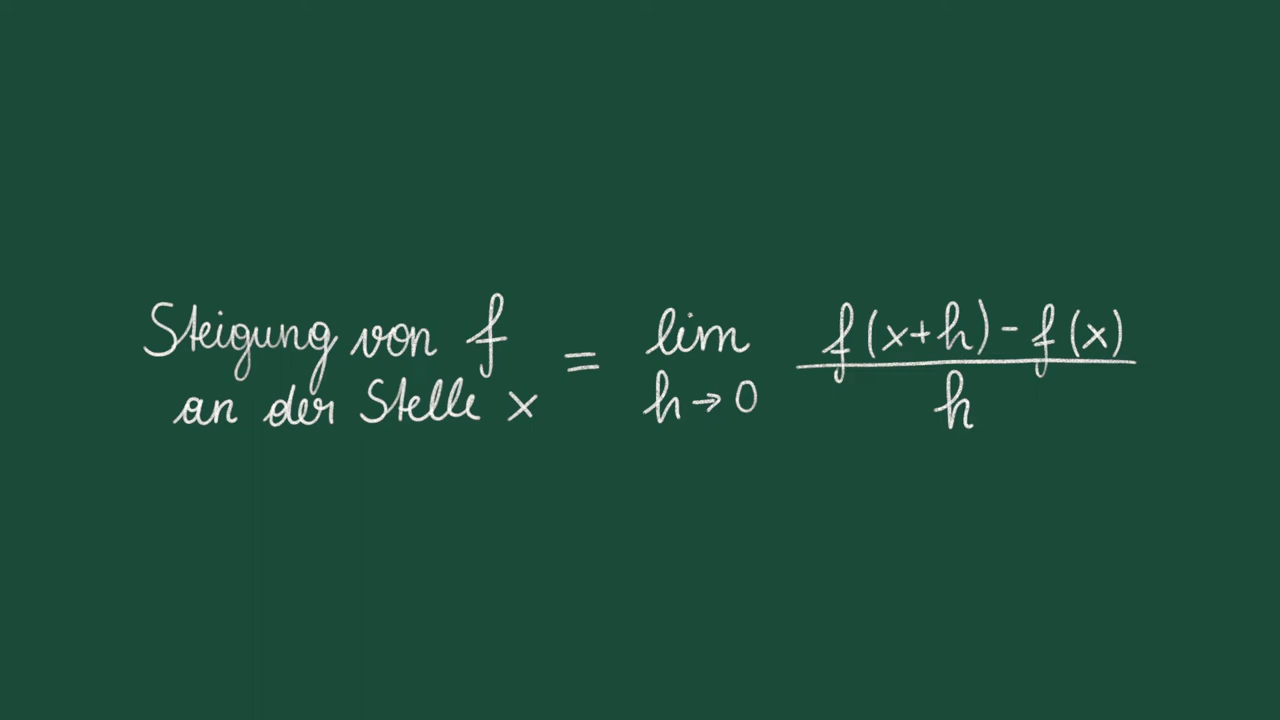 Steigung von f
an der Stelle x
=
lim
h→0
f(x+h)-f(x)
h